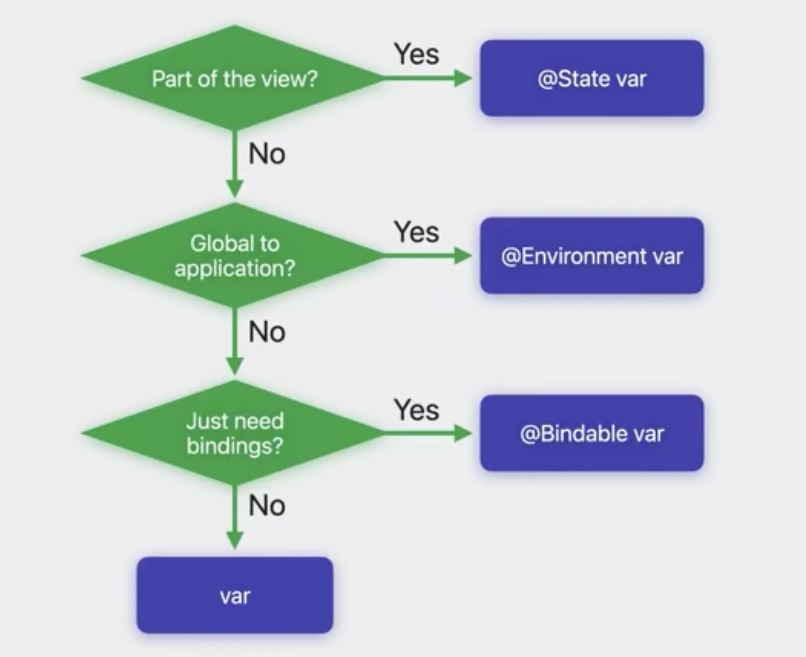 Part of the view?
Yes
@State var
No
Global to
application?
Yes
@Environment var
No
Just need
bindings?
Yes
@Bindable var
No
var